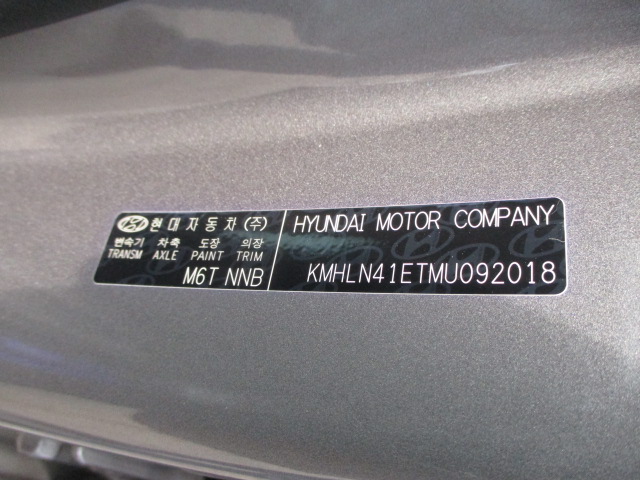 현대자동차(주)
변속기 차축 도장 의장
TRANSM AXLE PAINT TRIM
M6T NNB
HYUNDAI MOTOR COMPANY
KMHLN41ETMU092018